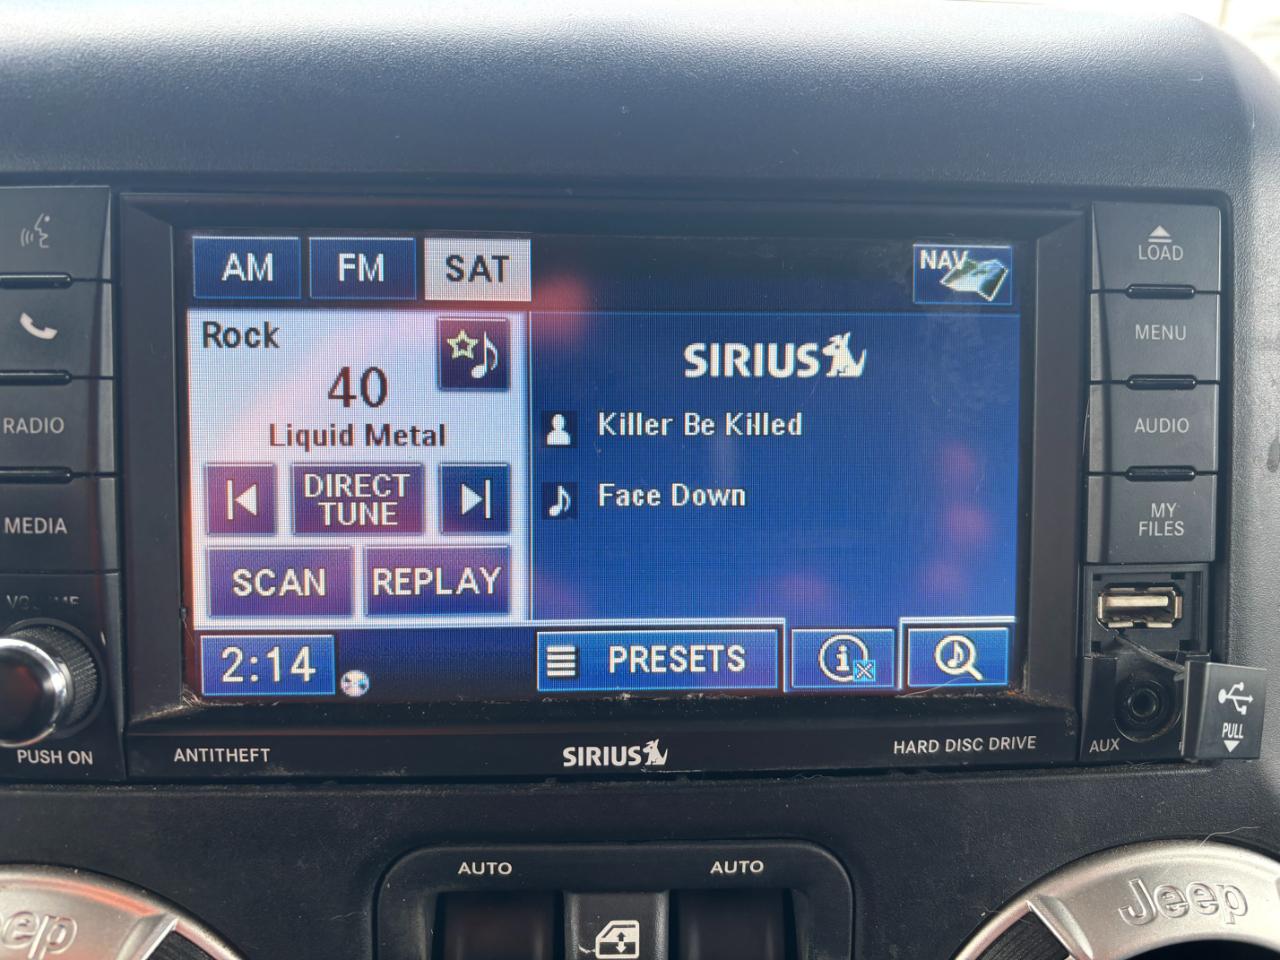 AM
FM
SAT
NAV
LOAD
MENU
RADIO
AUDIO
MEDIA
MY
FILES
Rock
40
Liquid Metal
DIRECT
TUNE
SCAN
REPLAY
SIRIUS
Killer Be Killed
Face Down
2:14
PRESETS
i
VOLUME
PUSH ON
ANTITHEFT
SIRIUS
HARD DISC DRIVE
AUX
PULL
AUTO
AUTO
Jeep
Jeep